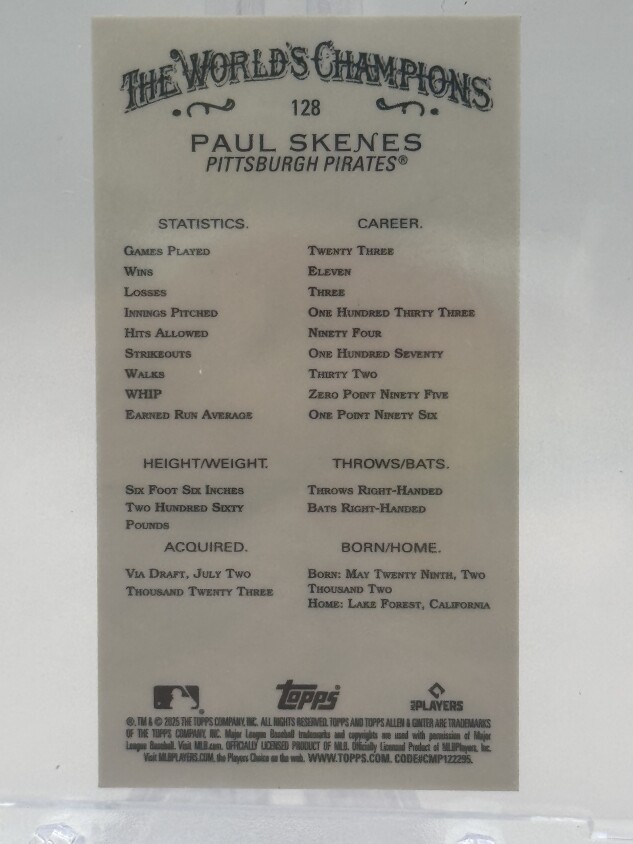 THE WORLD'S CHAMPIONS
128
PAUL SKENES
PITTSBURGH PIRATES®
STATISTICS. CAREER.
GAMES PLAYED TWENTY THREE
WINS ELEVEN
LOSSES THREE
INNINGS PITCHED ONE HUNDRED THIRTY THREE
HITS ALLOWED NINETY FOUR
STRIKEOUTS ONE HUNDRED SEVENTY
WALKS THIRTY TWO
WHIP ZERO POINT NINETY FIVE
EARNED RUN AVERAGE ONE POINT NINETY SIX
HEIGHT/WEIGHT. THROWS/BATS.
SIX FOOT SIX INCHES THROWS RIGHT-HANDED
TWO HUNDRED SIXTY BATS RIGHT-HANDED
POUNDS
ACQUIRED. BORN/HOME.
VIA DRAFT, JULY TWO BORN: MAY TWENTY NINTH, TWO
THOUSAND TWENTY THREE THOUSAND TWO
HOME: LAKE FOREST, CALIFORNIA
® topps MLB PLAYERS
®, TM & © 2025 THE TOPPS COMPANY, INC. ALL RIGHTS RESERVED. TOPPS AND TOPPS ALLEN & GINTER ARE TRADEMARKS
OF THE TOPPS COMPANY, INC. Major League Baseball trademarks and copyrights are used with permission of Major
League Baseball. Visit MLB.com. OFFICIALLY LICENSED PRODUCT OF MLB. Officially Licensed Product of MLBPlayers, Inc.
Visit MLBPLAYERS.COM, the Players Choice on the web. WWW.TOPPS.COM. CODE#CMP122295.